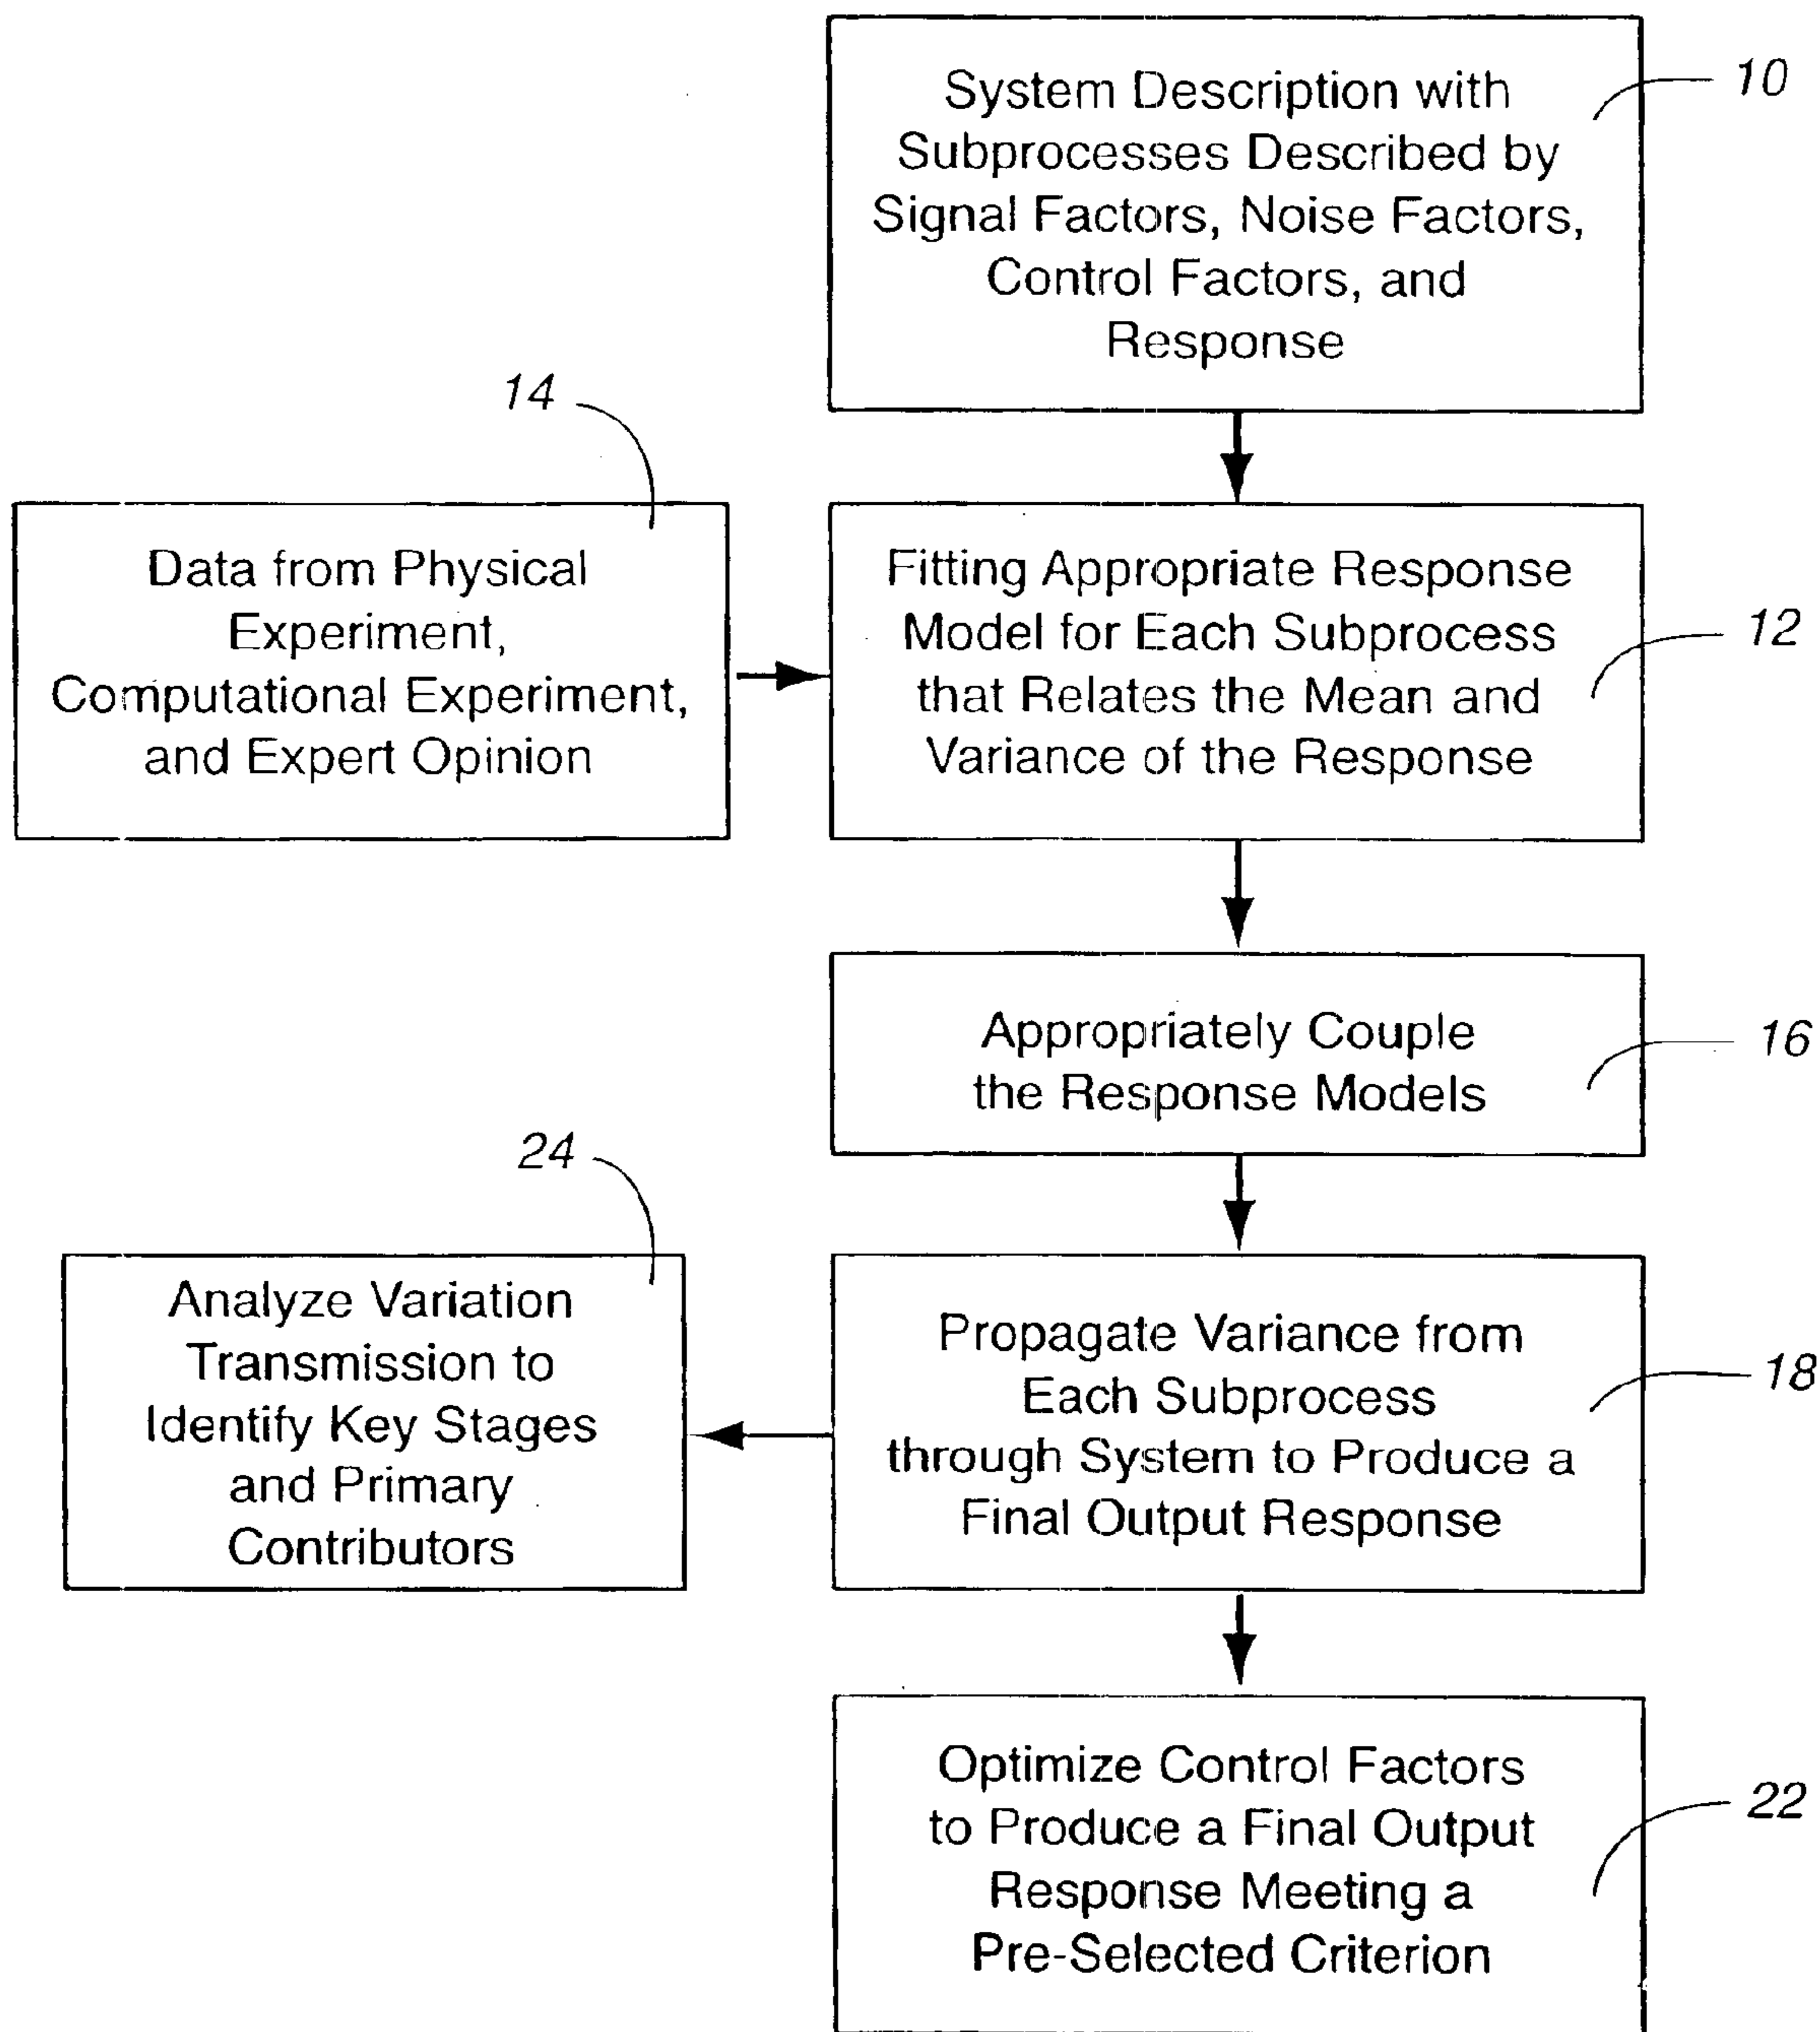 System Description with
Subprocesses Described by
Signal Factors, Noise Factors,
Control Factors, and
Response
10
14
Data from Physical
Experiment,
Computational Experiment,
and Expert Opinion
Fitting Appropriate Response
Model for Each Subprocess
that Relates the Mean and
Variance of the Response
12
Appropriately Couple
the Response Models
16
24
Analyze Variation
Transmission to
Identify Key Stages
and Primary
Contributors
Propagate Variance from
Each Subprocess
through System to Produce a
Final Output Response
18
Optimize Control Factors
to Produce a Final Output
Response Meeting a
Pre-Selected Criterion
22